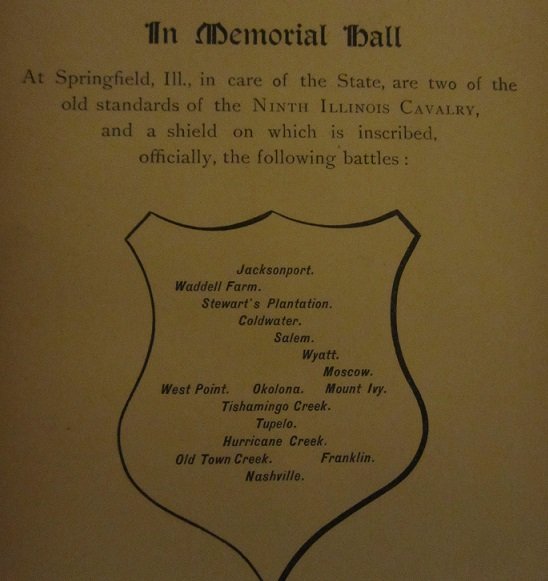 In Memorial Hall
At Springfield, Ill., in care of the State, are two of the
old standards of the Ninth Illinois Cavalry,
and a shield on which is inscribed,
officially, the following battles :
Jacksonport.
Waddell Farm.
Stewart's Plantation.
Coldwater.
Salem.
Wyatt.
Moscow.
West Point. Okolona. Mount Ivy.
Tishamingo Creek.
Tupelo.
Hurricane Creek.
Old Town Creek. Franklin.
Nashville.